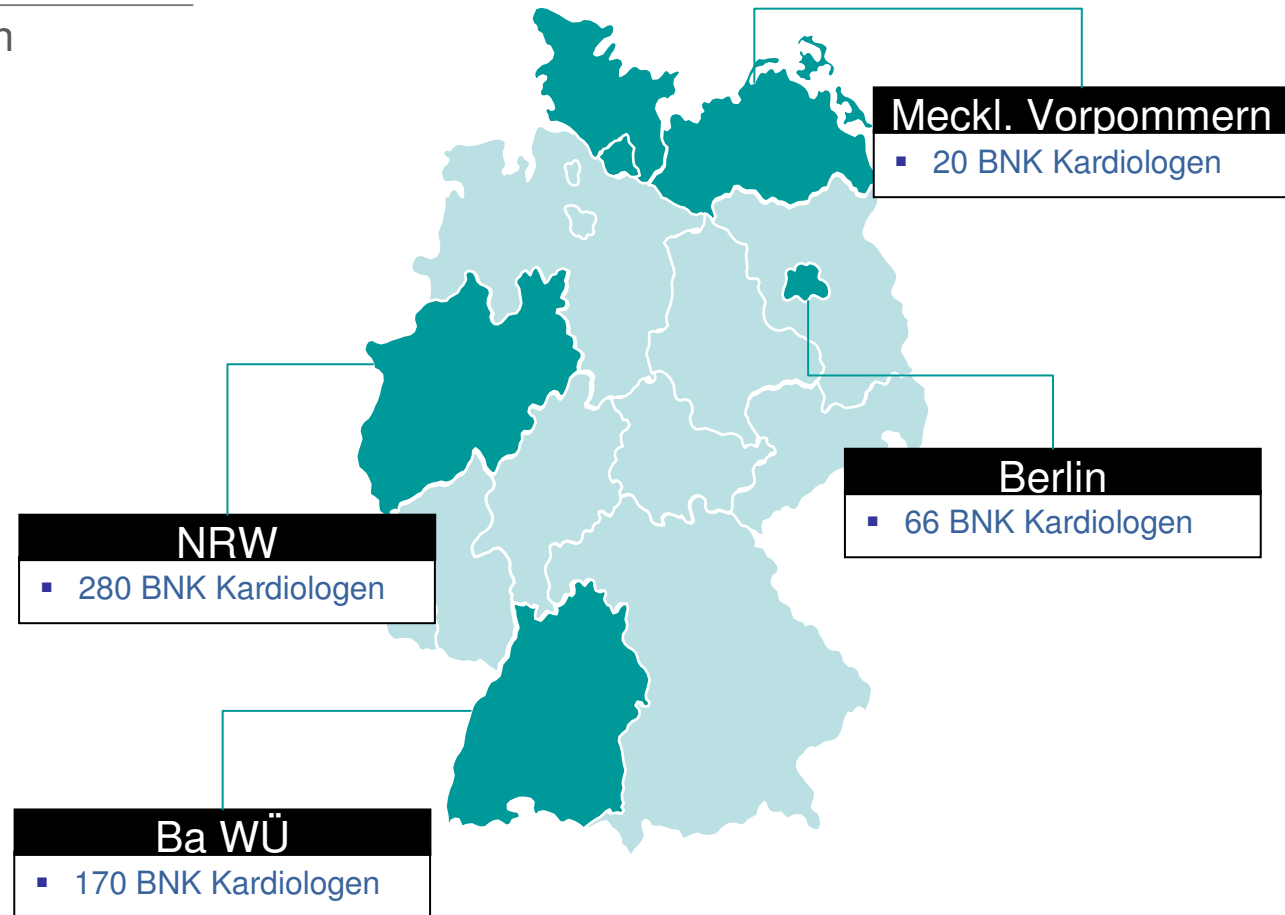 Meckl. Vorpommern
▪ 20 BNK Kardiologen
Berlin
▪ 66 BNK Kardiologen
NRW
▪ 280 BNK Kardiologen
Ba WÜ
▪ 170 BNK Kardiologen